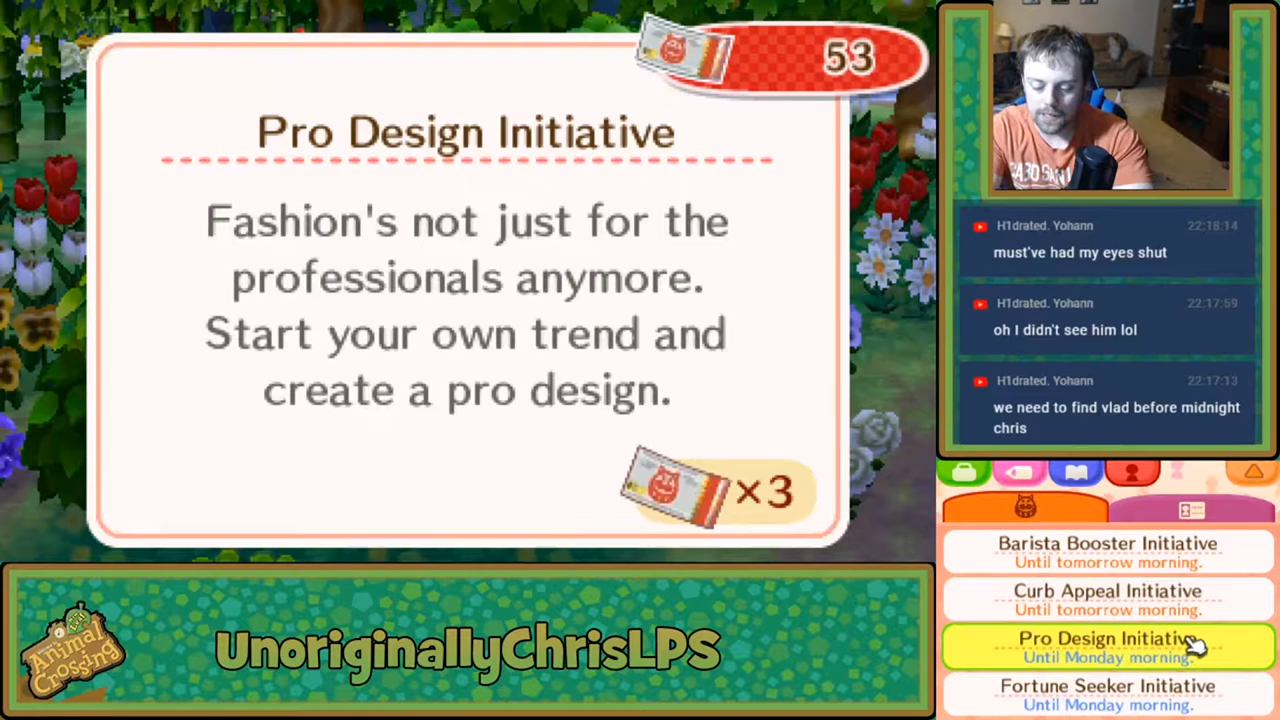 53
Pro Design Initiative
Fashion's not just for the
professionals anymore.
Start your own trend and
create a pro design.
×3
H1drated. Yohann 22:18:14
must've had my eyes shut
H1drated. Yohann 22:17:59
oh I didn't see him lol
H1drated. Yohann 22:17:13
we need to find vlad before midnight
chris
Barista Booster Initiative
Until tomorrow morning.
Curb Appeal Initiative
Until tomorrow morning.
Pro Design Initiative
Until Monday morning.
Fortune Seeker Initiative
Until Monday morning.
Animal
Crossing
UnoriginallyChrisLPS